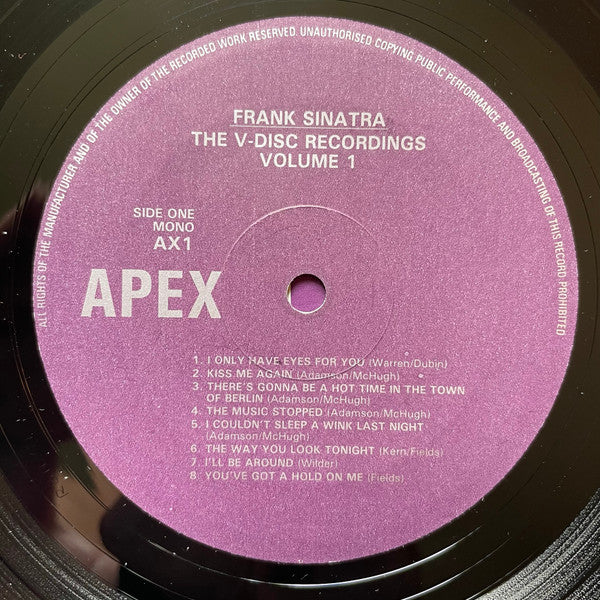 ALL RIGHTS OF THE MANUFACTURER AND OF THE OWNER OF THE RECORDED WORK RESERVED. UNAUTHORISED COPYING PUBLIC PERFORMANCE AND BROADCASTING OF THIS RECORD PROHIBITED
FRANK SINATRA
THE V-DISC RECORDINGS
VOLUME 1
SIDE ONE
MONO
AX1
APEX
1. I ONLY HAVE EYES FOR YOU (Warren/Dubin)
2. KISS ME AGAIN (Adamson/McHugh)
3. THERE'S GONNA BE A HOT TIME IN THE TOWN
OF BERLIN (Adamson/McHugh)
4. THE MUSIC STOPPED (Adamson/McHugh)
5. I COULDN'T SLEEP A WINK LAST NIGHT
(Adamson/McHugh)
6. THE WAY YOU LOOK TONIGHT (Kern/Fields)
7. I'LL BE AROUND (Wilder)
8. YOU'VE GOT A HOLD ON ME (Fields)